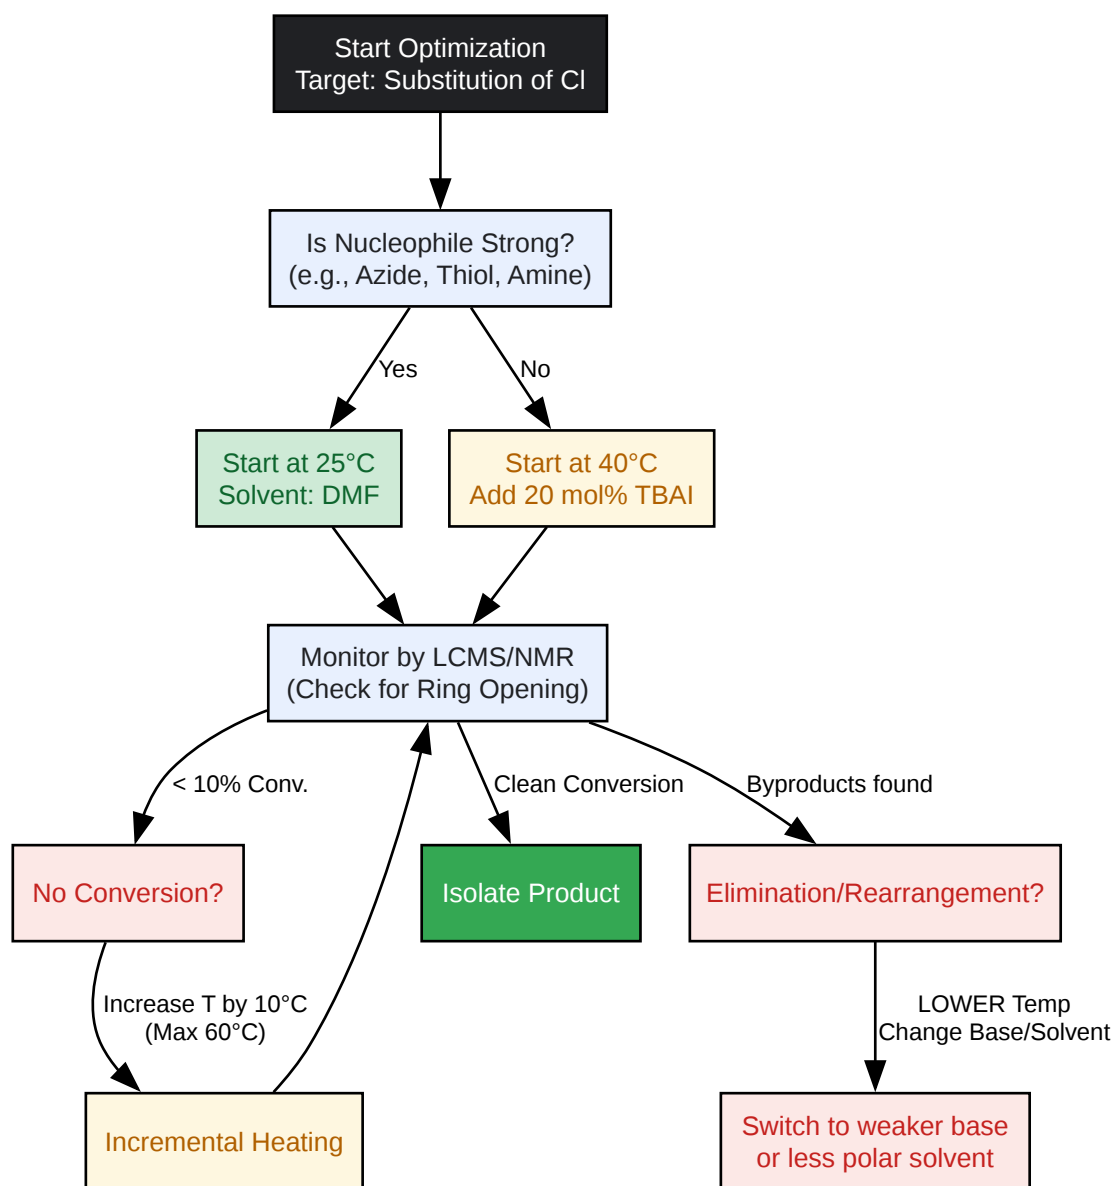 Start Optimization
Target: Substitution of Cl
Is Nucleophile Strong?
(e.g., Azide, Thiol, Amine)
Yes
No
Start at 25°C
Solvent: DMF
Start at 40°C
Add 20 mol% TBAI
Monitor by LCMS/NMR
(Check for Ring Opening)
< 10% Conv.
Clean Conversion
Byproducts found
No Conversion?
Isolate Product
Elimination/Rearrangement?
Increase T by 10°C
(Max 60°C)
LOWER Temp
Change Base/Solvent
Incremental Heating
Switch to weaker base
or less polar solvent